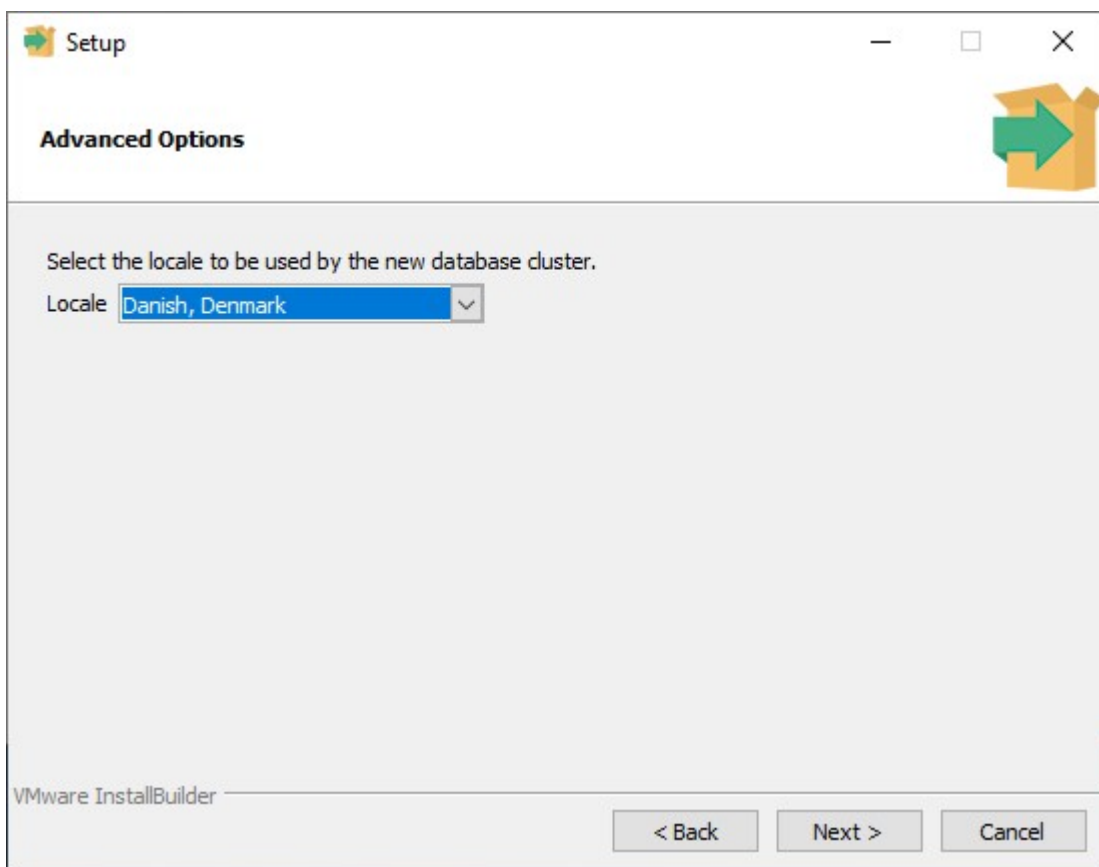 Setup
Advanced Options
Select the locale to be used by the new database cluster.
Locale Danish, Denmark
VMware InstallBuilder
< Back Next > Cancel